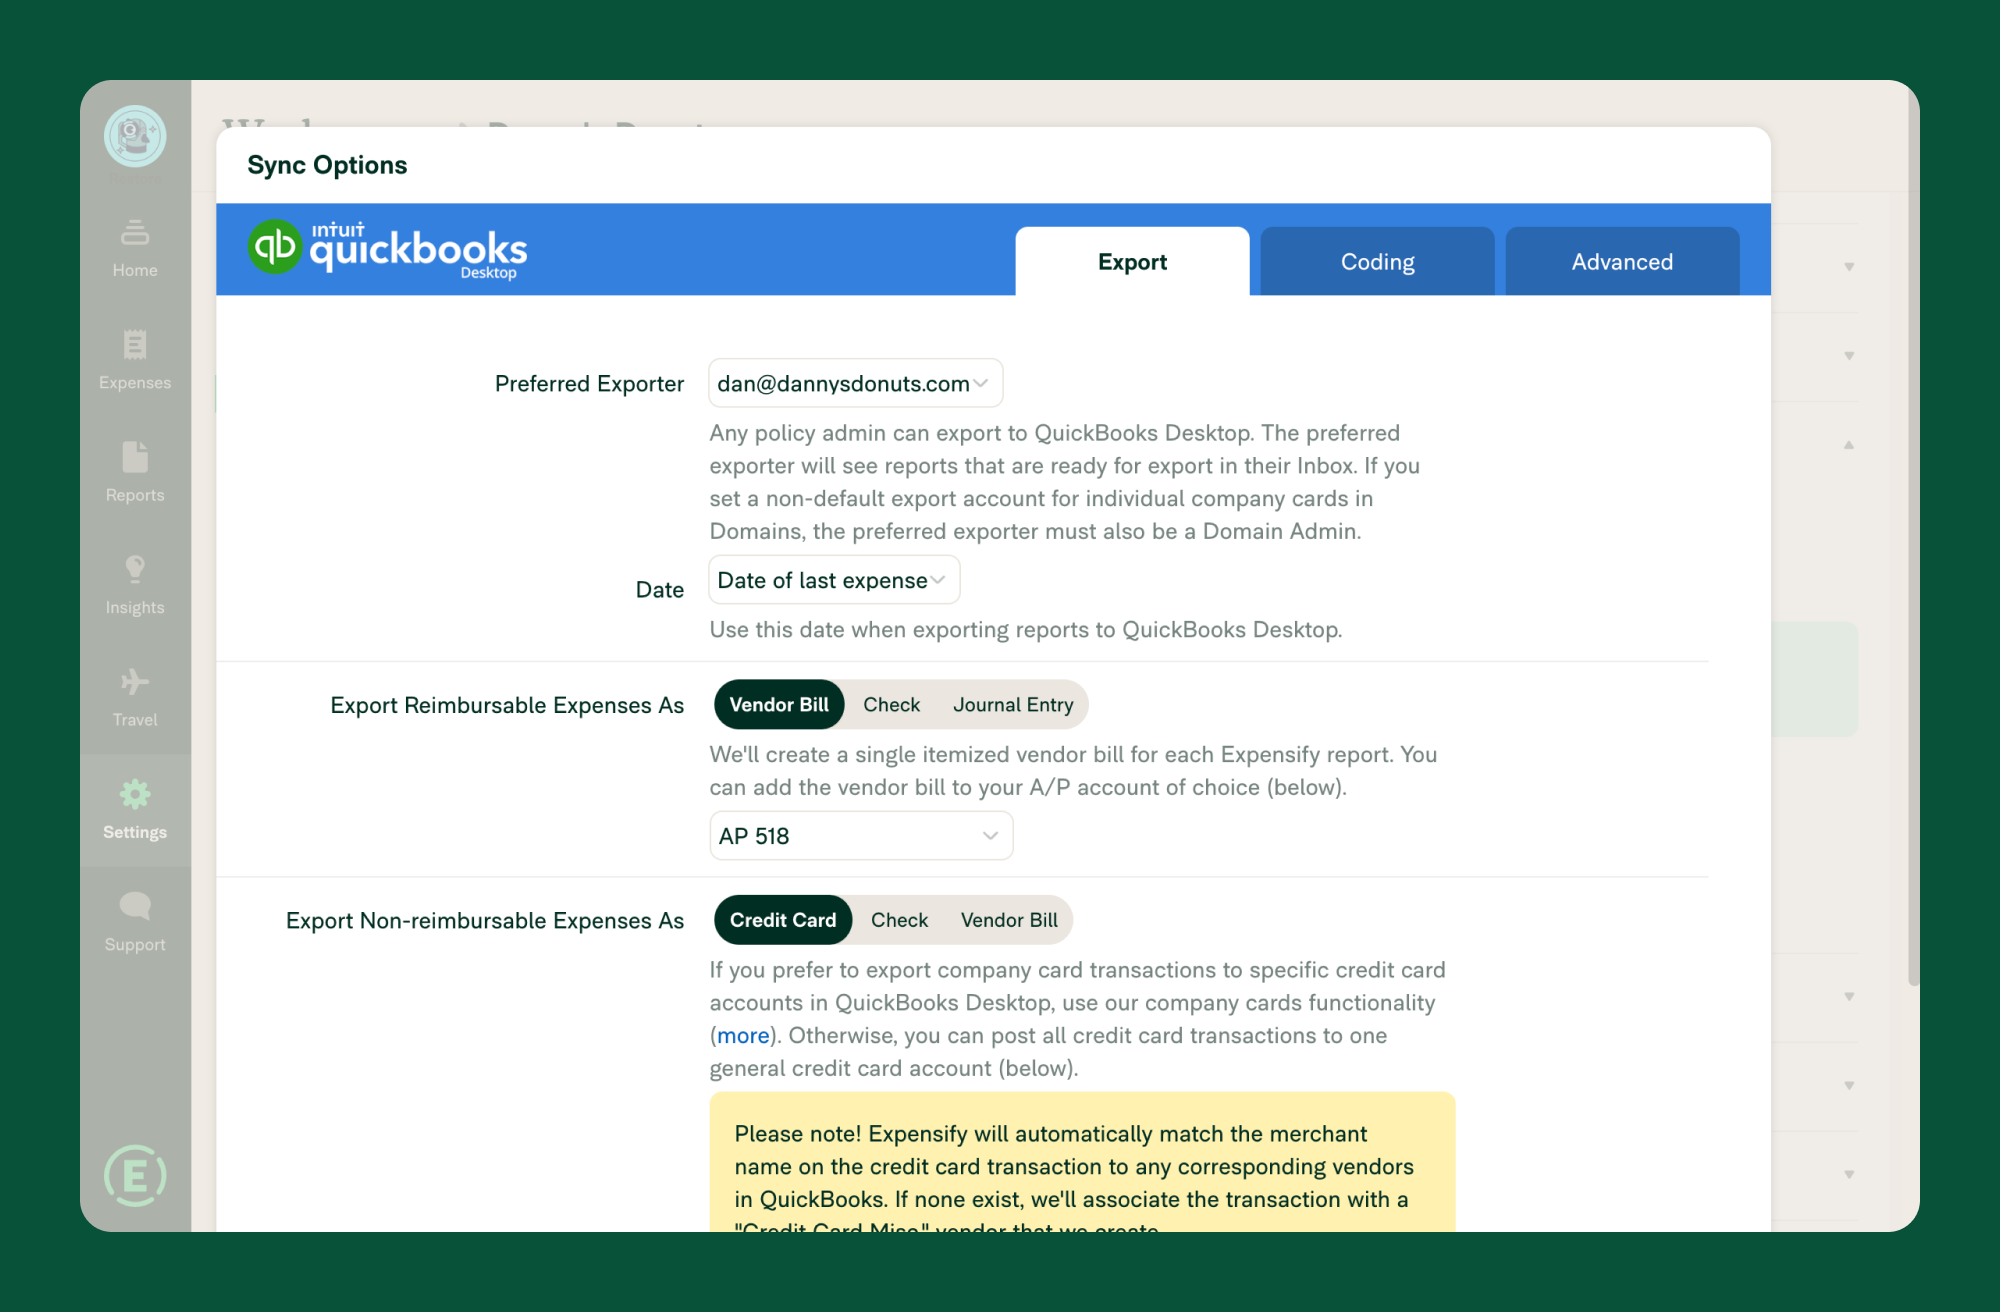 Sync Options
intuit
quickbooks
Desktop
Export
Coding
Advanced
Home
Expenses
Reports
Insights
Travel
Settings
Support
Preferred Exporter
dan@dannysdonuts.com
Any policy admin can export to QuickBooks Desktop. The preferred
exporter will see reports that are ready for export in their Inbox. If you
set a non-default export account for individual company cards in
Domains, the preferred exporter must also be a Domain Admin.
Date
Date of last expense
Use this date when exporting reports to QuickBooks Desktop.
Export Reimbursable Expenses As
Vendor Bill
Check
Journal Entry
We'll create a single itemized vendor bill for each Expensify report. You
can add the vendor bill to your A/P account of choice (below).
AP 518
Export Non-reimbursable Expenses As
Credit Card
Check
Vendor Bill
If you prefer to export company card transactions to specific credit card
accounts in QuickBooks Desktop, use our company cards functionality
(more). Otherwise, you can post all credit card transactions to one
general credit card account (below).
Please note! Expensify will automatically match the merchant
name on the credit card transaction to any corresponding vendors
in QuickBooks. If none exist, we'll associate the transaction with a
"Credit Card Misc." vendor that we create.